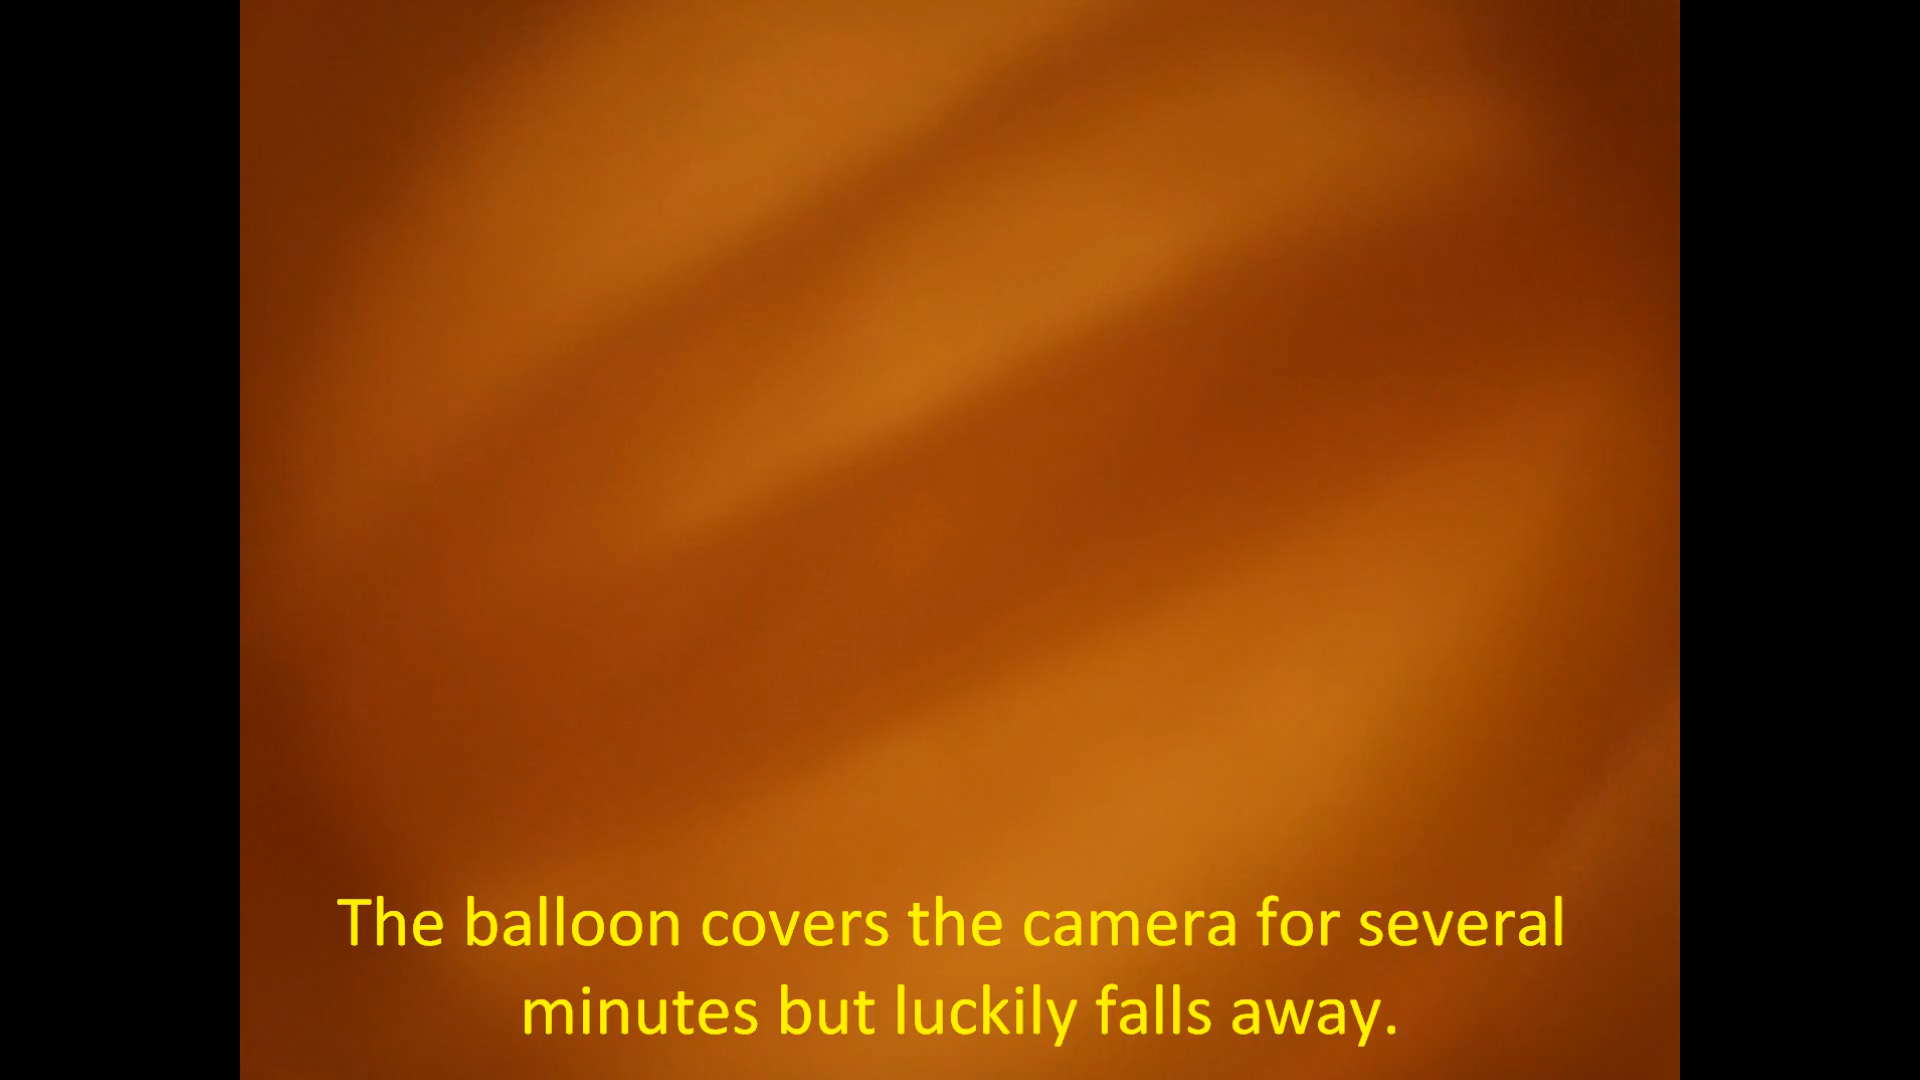 The balloon covers the camera for several
minutes but luckily falls away.